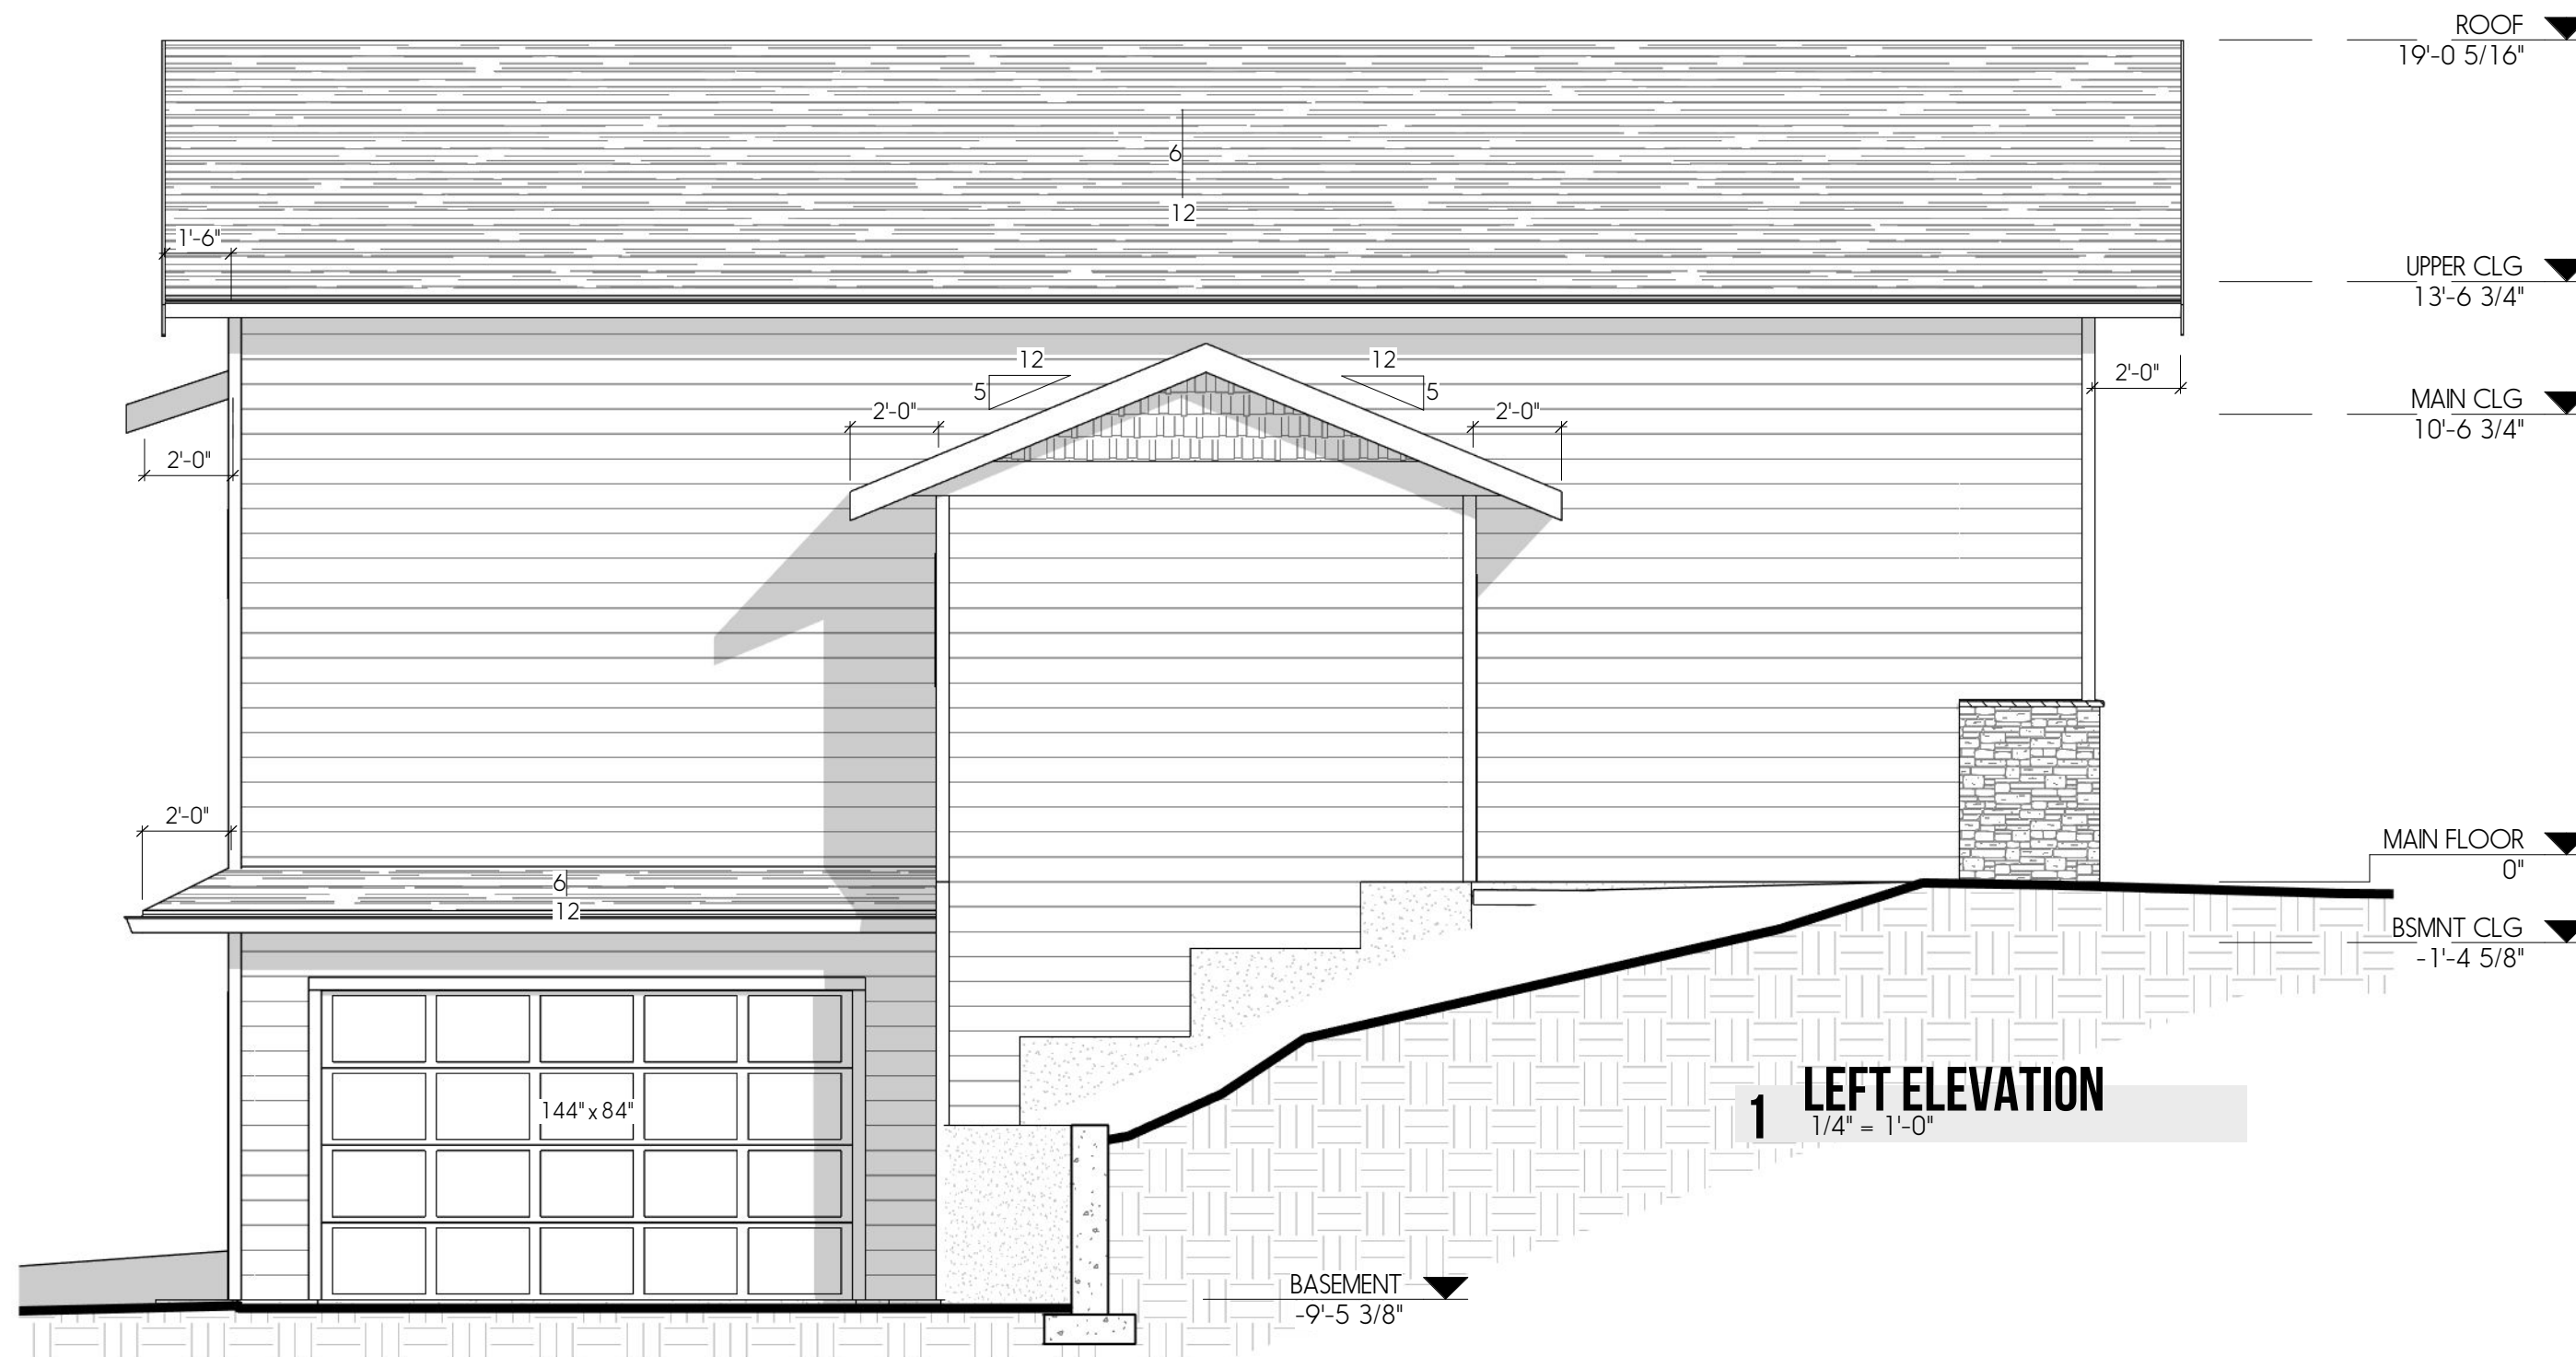 ROOF
19'-0 5/16"
6
12
1'-6"
UPPER CLG
13'-6 3/4"
12
5
12
5
2'-0"
2'-0"
2'-0"
MAIN CLG
10'-6 3/4"
2'-0"
2'-0"
MAIN FLOOR
0"
6
12
BSMNT CLG
-1'-4 5/8"
144" x 84"
1 LEFT ELEVATION
1/4" = 1'-0"
BASEMENT
-9'-5 3/8"